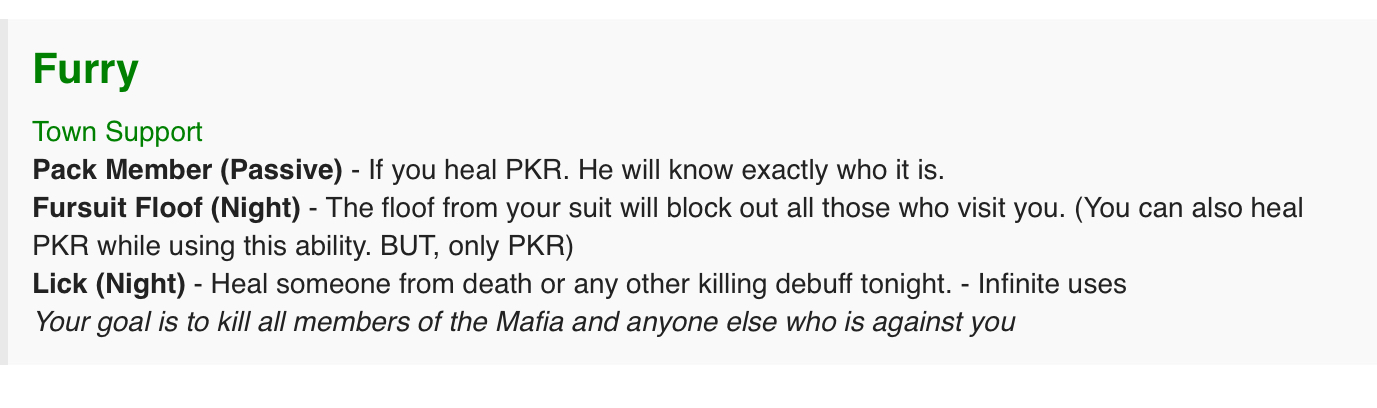 Furry
Town Support
Pack Member (Passive) - If you heal PKR. He will know exactly who it is.
Fursuit Floof (Night) - The floof from your suit will block out all those who visit you. (You can also heal
PKR while using this ability. BUT, only PKR)
Lick (Night) - Heal someone from death or any other killing debuff tonight. - Infinite uses
Your goal is to kill all members of the Mafia and anyone else who is against you